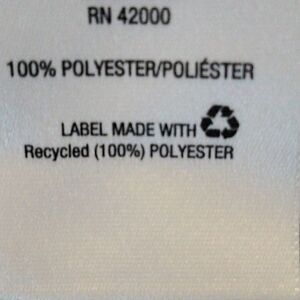 RN 42000
100% POLYESTER/POLIÉSTER
LABEL MADE WITH
Recycled (100%) POLYESTER